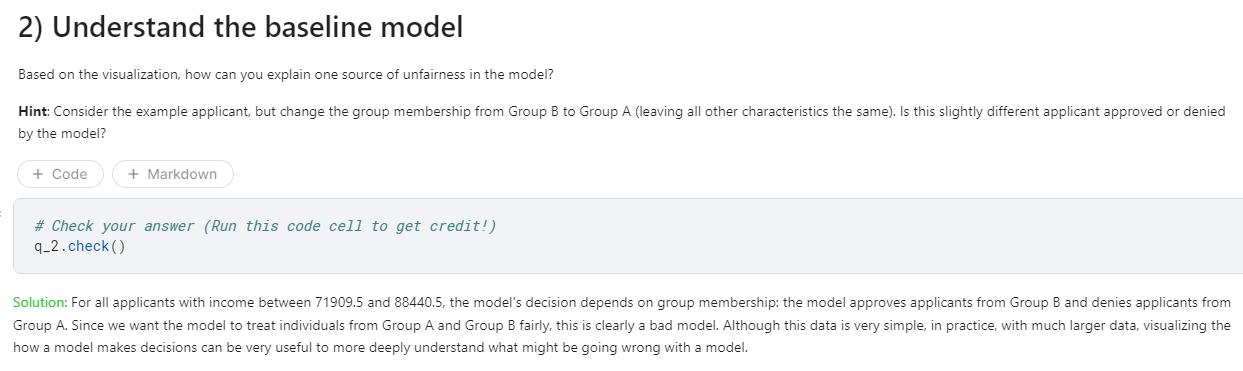 2) Understand the baseline model
Based on the visualization, how can you explain one source of unfairness in the model?
Hint: Consider the example applicant, but change the group membership from Group B to Group A (leaving all other characteristics the same). Is this slightly different applicant approved or denied
by the model?
+ Code + Markdown
# Check your answer (Run this code cell to get credit!)
q_2.check()
Solution: For all applicants with income between 71909.5 and 88440.5, the model's decision depends on group membership: the model approves applicants from Group B and denies applicants from
Group A. Since we want the model to treat individuals from Group A and Group B fairly, this is clearly a bad model. Although this data is very simple, in practice, with much larger data, visualizing the
how a model makes decisions can be very useful to more deeply understand what might be going wrong with a model.